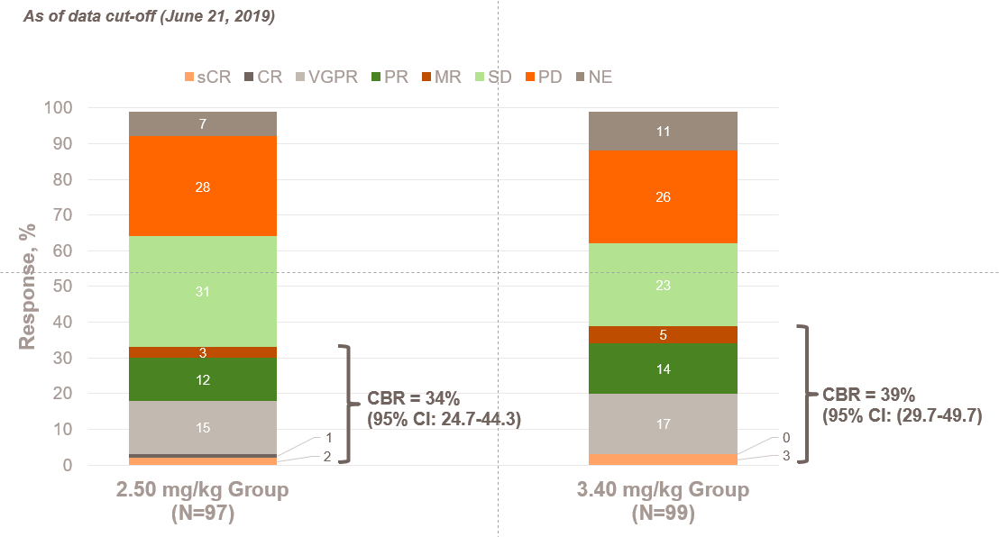 As of data cut-off (June 21, 2019)
sCR CR VGPR PR MR SD PD NE
Response, %
100
90
80
70
60
50
40
30
20
10
0
7
28
31
3
12
15
1
2
CBR = 34%
(95% CI: 24.7-44.3)
11
26
23
5
14
17
0
3
CBR = 39%
(95% CI: (29.7-49.7)
2.50 mg/kg Group
(N=97)
3.40 mg/kg Group
(N=99)